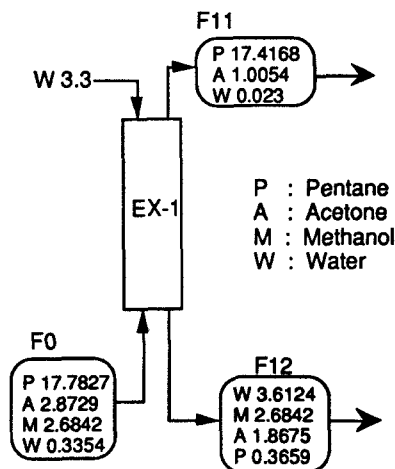 F11
P 17.4168
A 1.0054
W 0.023
W 3.3
EX-1
P : Pentane
A : Acetone
M : Methanol
W : Water
F0
P 17.7827
A 2.8729
M 2.6842
W 0.3354
F12
W 3.6124
M 2.6842
A 1.8675
P 0.3659